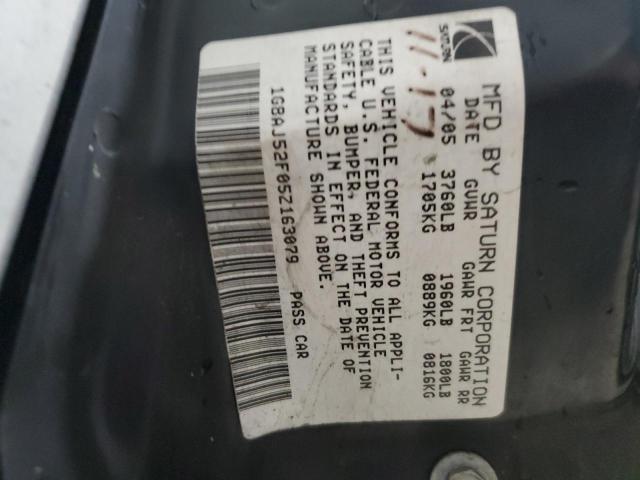 SATURN
11-17
MFD BY SATURN CORPORATION
DATE GVWR GAWR FRT GAWR RR
04/05 3760LB 1960LB 1800LB
1705KG 0889KG 0816KG
THIS VEHICLE CONFORMS TO ALL APPLI-
CABLE U.S. FEDERAL MOTOR VEHICLE
SAFETY, BUMPER, AND THEFT PREVENTION
STANDARDS IN EFFECT ON THE DATE OF
MANUFACTURE SHOWN ABOVE.
1G8AJ52F05Z163079 PASS CAR